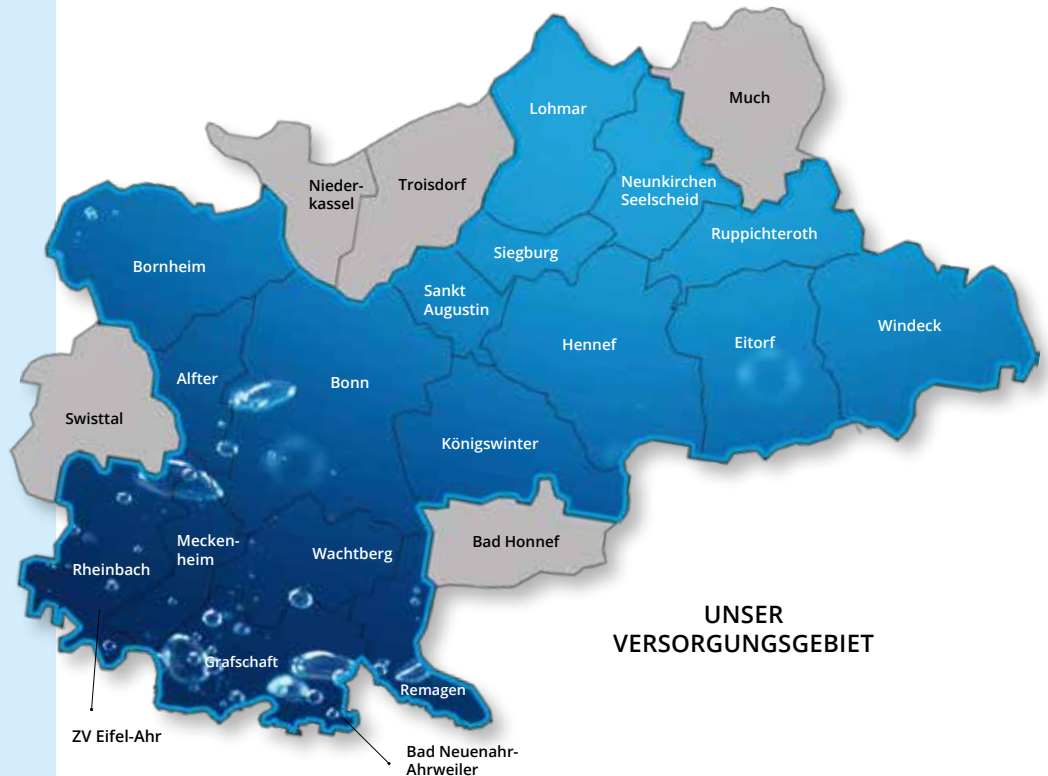 Much
Lohmar
Neunkirchen
Seelscheid
Nieder-
kassel
Troisdorf
Ruppichteroth
Siegburg
Bornheim
Sankt
Augustin
Windeck
Hennef
Eitorf
Alfter
Bonn
Swisttal
Königswinter
Bad Honnef
Mecken-
heim
Wachtberg
Rheinbach
UNSER
VERSORGUNGSGEBIET
Grafschaft
Remagen
ZV Eifel-Ahr
Bad Neuenahr-
Ahrweiler